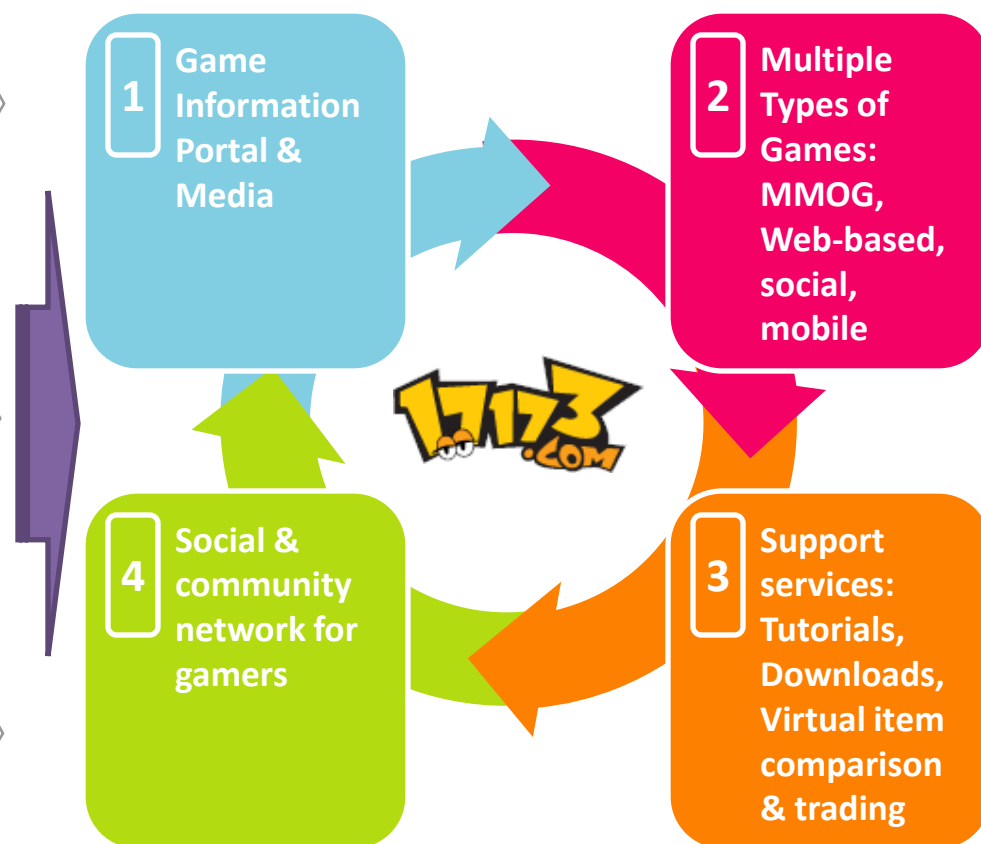 1
Game
Information
Portal &
Media
2
Multiple
Types of
Games:
MMOG,
Web-based,
social,
mobile
17173
.COM
4
Social &
community
network for
gamers
3
Support
services:
Tutorials,
Downloads,
Virtual item
comparison
& trading